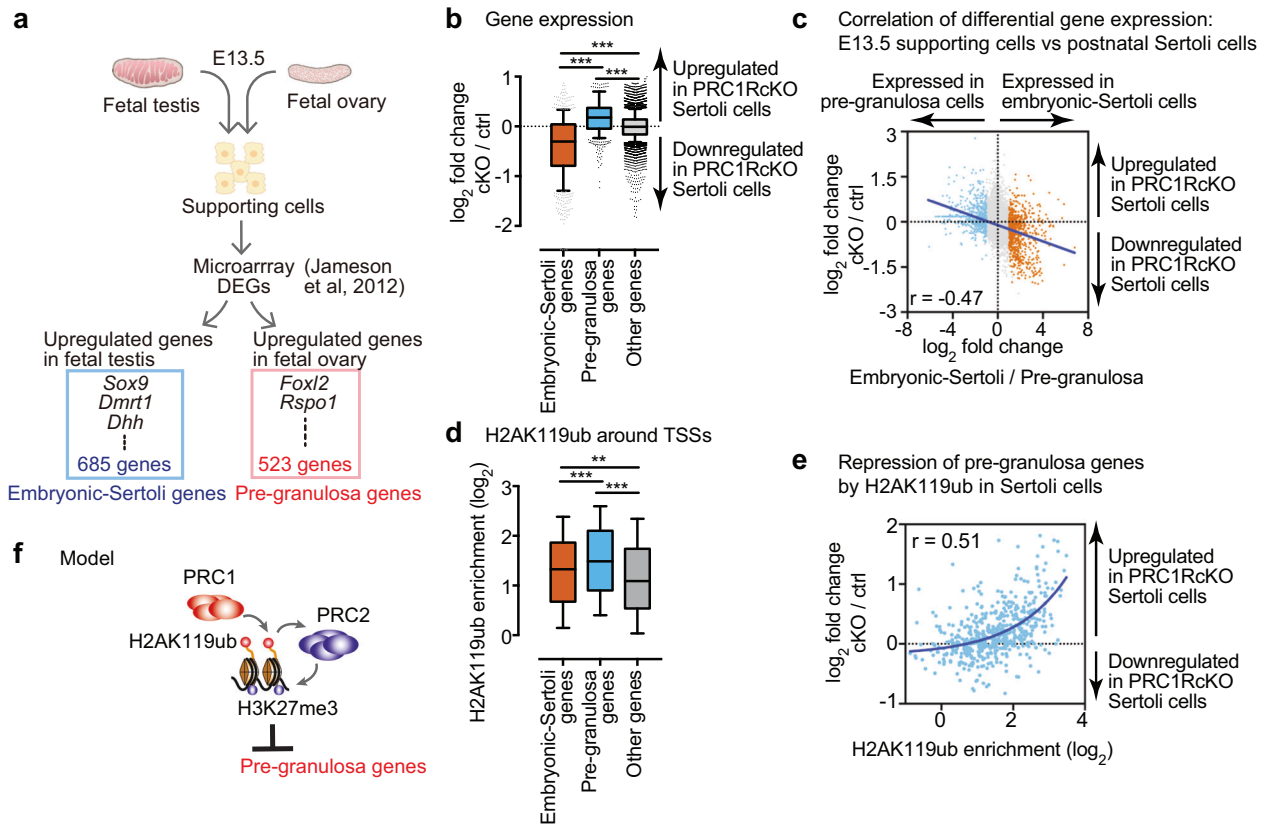 a
E13.5
Fetal testis
Fetal ovary
Supporting cells
Microarrray
DEGs
(Jameson
et al, 2012)
Upregulated genes
in fetal testis
Sox9
Dmrt1
Dhh
685 genes
Embryonic-Sertoli genes
Upregulated genes
in fetal ovary
Foxl2
Rspo1
523 genes
Pre-granulosa genes
b Gene expression
***
*** ***
log2 fold change
cKO / ctrl
1
0
-1
-2
Upregulated
in PRC1RcKO
Sertoli cells
Downregulated
in PRC1RcKO
Sertoli cells
Embryonic-Sertoli
genes
Pre-granulosa
genes
Other genes
c Correlation of differential gene expression:
E13.5 supporting cells vs postnatal Sertoli cells
Expressed in
pre-granulosa cells
Expressed in
embryonic-Sertoli cells
log2 fold change
cKO / ctrl
3
1.5
0
-1.5
-3
r = -0.47
-8 -4 0 4 8
log2 fold change
Embryonic-Sertoli / Pre-granulosa
Upregulated
in PRC1RcKO
Sertoli cells
Downregulated
in PRC1RcKO
Sertoli cells
d H2AK119ub around TSSs
**
*** ***
H2AK119ub enrichment (log2)
3
2
1
0
Embryonic-Sertoli
genes
Pre-granulosa
genes
Other genes
e Repression of pre-granulosa genes
by H2AK119ub in Sertoli cells
r = 0.51
log2 fold change
cKO / ctrl
2
1
0
-1
0 2 4
H2AK119ub enrichment (log2)
Upregulated
in PRC1RcKO
Sertoli cells
Downregulated
in PRC1RcKO
Sertoli cells
f Model
PRC1
PRC2
H2AK119ub
H3K27me3
Pre-granulosa genes